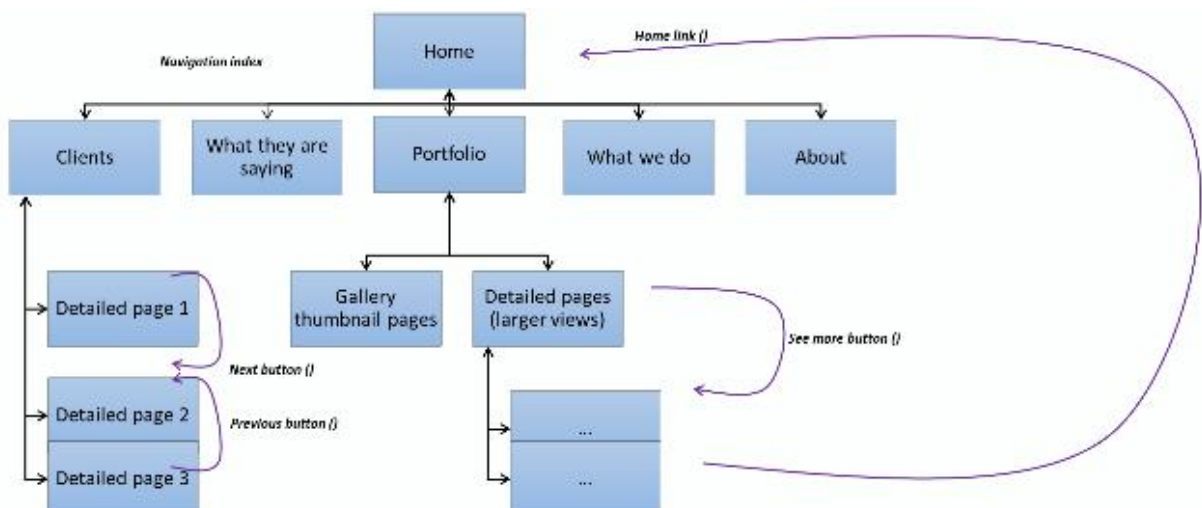 Home
Home link ()
Navigation index
Clients
What they are
saying
Portfolio
What we do
About
Detailed page 1
Gallery
thumbnail pages
Detailed pages
(larger views)
See more button ()
Next button ()
Detailed page 2
Previous button ()
...
Detailed page 3
...